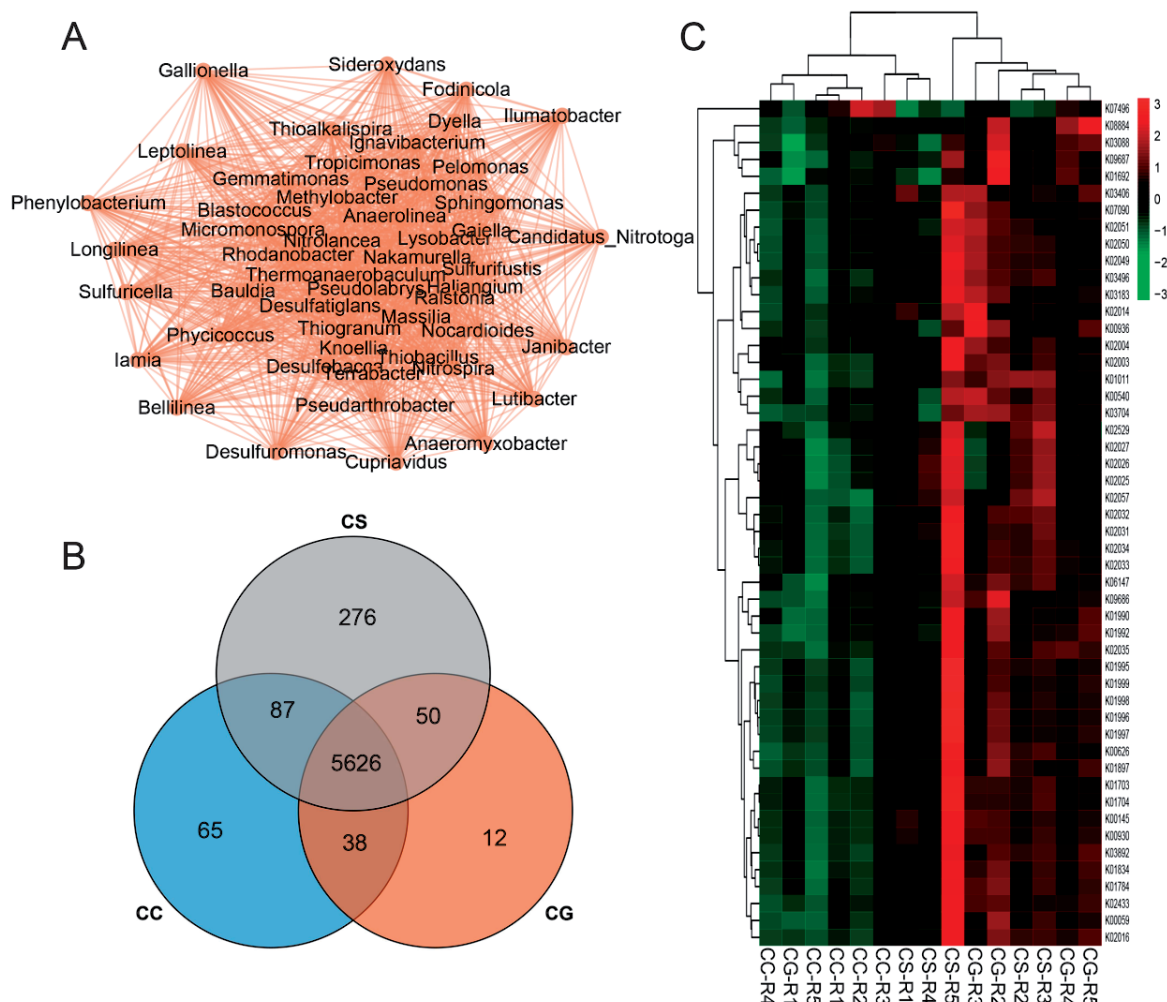 A
Gallionella
Sideroxydans
Fodinicola
Ilumatobacter
Thioalkalispira
Dyella
Ignavibacterium
Leptolinea
Tropicimonas
Pelomonas
Gemmatimonas
Pseudomonas
Phenylobacterium
Methylobacter
Sphingomonas
Blastococcus
Anaerolinea
Micromonospora
Gaiella
Nitrolancea
Lysobacter
Candidatus_Nitrotoga
Longilinea
Rhodanobacter
Nakamurella
Thermoanaerobaculum
Sulfurifustis
Sulfuricella
Bauldia
Pseudolabrys
Haliangium
Desulfatiglans
Ralstonia
Massilia
Phycicoccus
Thiogranum
Nocardioides
Knoellia
Janibacter
Iamia
Thiobacillus
Terrabacter
Nitrospira
Bellilinea
Pseudarthrobacter
Lutibacter
Desulfuromonas
Anaeromyxobacter
Cupriavidus
B
CS
276
87
50
5626
65
38
12
CC
CG
C
3
2
1
0
−1
−2
−3
K07496
K08884
K03088
K09687
K01692
K03406
K07090
K02051
K02050
K02049
K03496
K03183
K02014
K00936
K02004
K02003
K01011
K00540
K03704
K02529
K02027
K02026
K02025
K02057
K02032
K02031
K02034
K02033
K06147
K09686
K01990
K01992
K02035
K01995
K01999
K01998
K01996
K01997
K00626
K01897
K01703
K01704
K00145
K00930
K03892
K01834
K01784
K02433
K00059
K02016
CC-R4
CG-R1
CC-R5
CC-R1
CC-R2
CC-R3
CS-R1
CS-R4
CS-R5
CG-R3
CG-R2
CS-R2
CS-R3
CG-R4
CG-R5